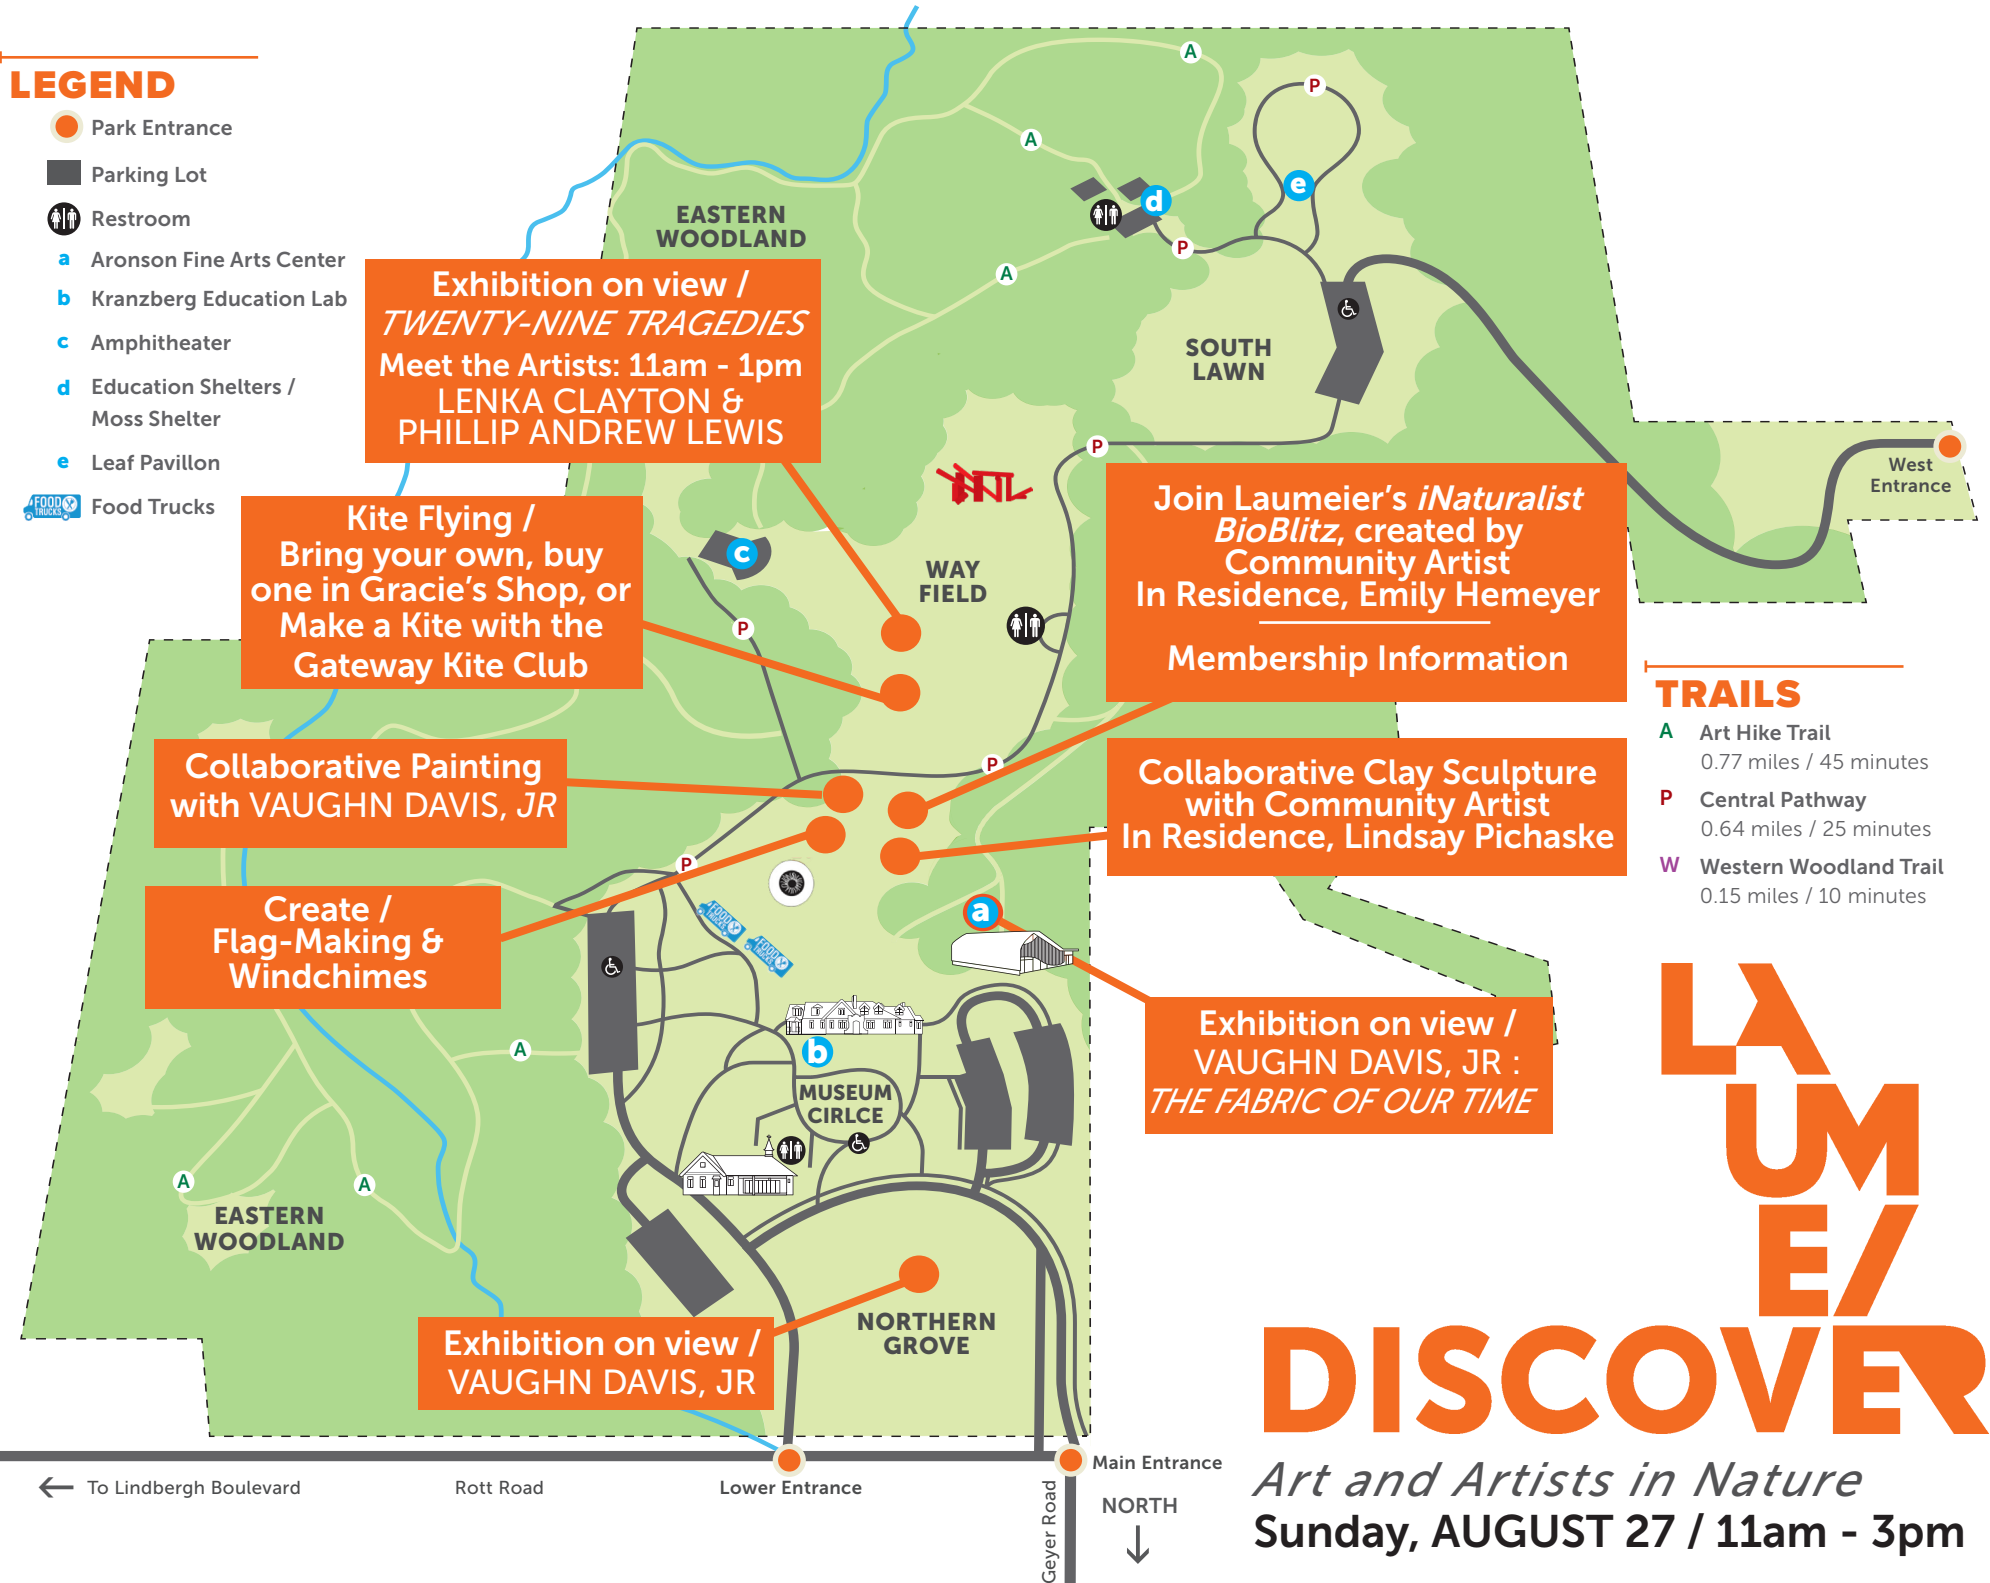 LEGEND
Park Entrance
Parking Lot
Restroom
a Aronson Fine Arts Center
b Kranzberg Education Lab
c Amphitheater
d Education Shelters /
Moss Shelter
e Leaf Pavillon
FOOD TRUCKS Food Trucks
A
P
A
d
e
P
A
EASTERN
WOODLAND
Exhibition on view /
TWENTY-NINE TRAGEDIES
Meet the Artists: 11am - 1pm
LENKA CLAYTON &
PHILLIP ANDREW LEWIS
SOUTH
LAWN
P
West
Entrance
Kite Flying /
Bring your own, buy
one in Gracie's Shop, or
Make a Kite with the
Gateway Kite Club
c
P
WAY
FIELD
Join Laumeier's iNaturalist
BioBlitz, created by
Community Artist
In Residence, Emily Hemeyer
Membership Information
TRAILS
A Art Hike Trail
0.77 miles / 45 minutes
P Central Pathway
0.64 miles / 25 minutes
W Western Woodland Trail
0.15 miles / 10 minutes
Collaborative Painting
with VAUGHN DAVIS, JR
P
Collaborative Clay Sculpture
with Community Artist
In Residence, Lindsay Pichaske
P
Create /
Flag-Making &
Windchimes
FOOD TRUCKS
FOOD TRUCKS
a
Exhibition on view /
VAUGHN DAVIS, JR :
THE FABRIC OF OUR TIME
b
MUSEUM
CIRLCE
A
A
A
EASTERN
WOODLAND
Exhibition on view /
VAUGHN DAVIS, JR
NORTHERN
GROVE
LA
UM
E/
DISCOVER
Art and Artists in Nature
Sunday, AUGUST 27 / 11am - 3pm
To Lindbergh Boulevard
Rott Road
Lower Entrance
Main Entrance
Geyer Road
NORTH